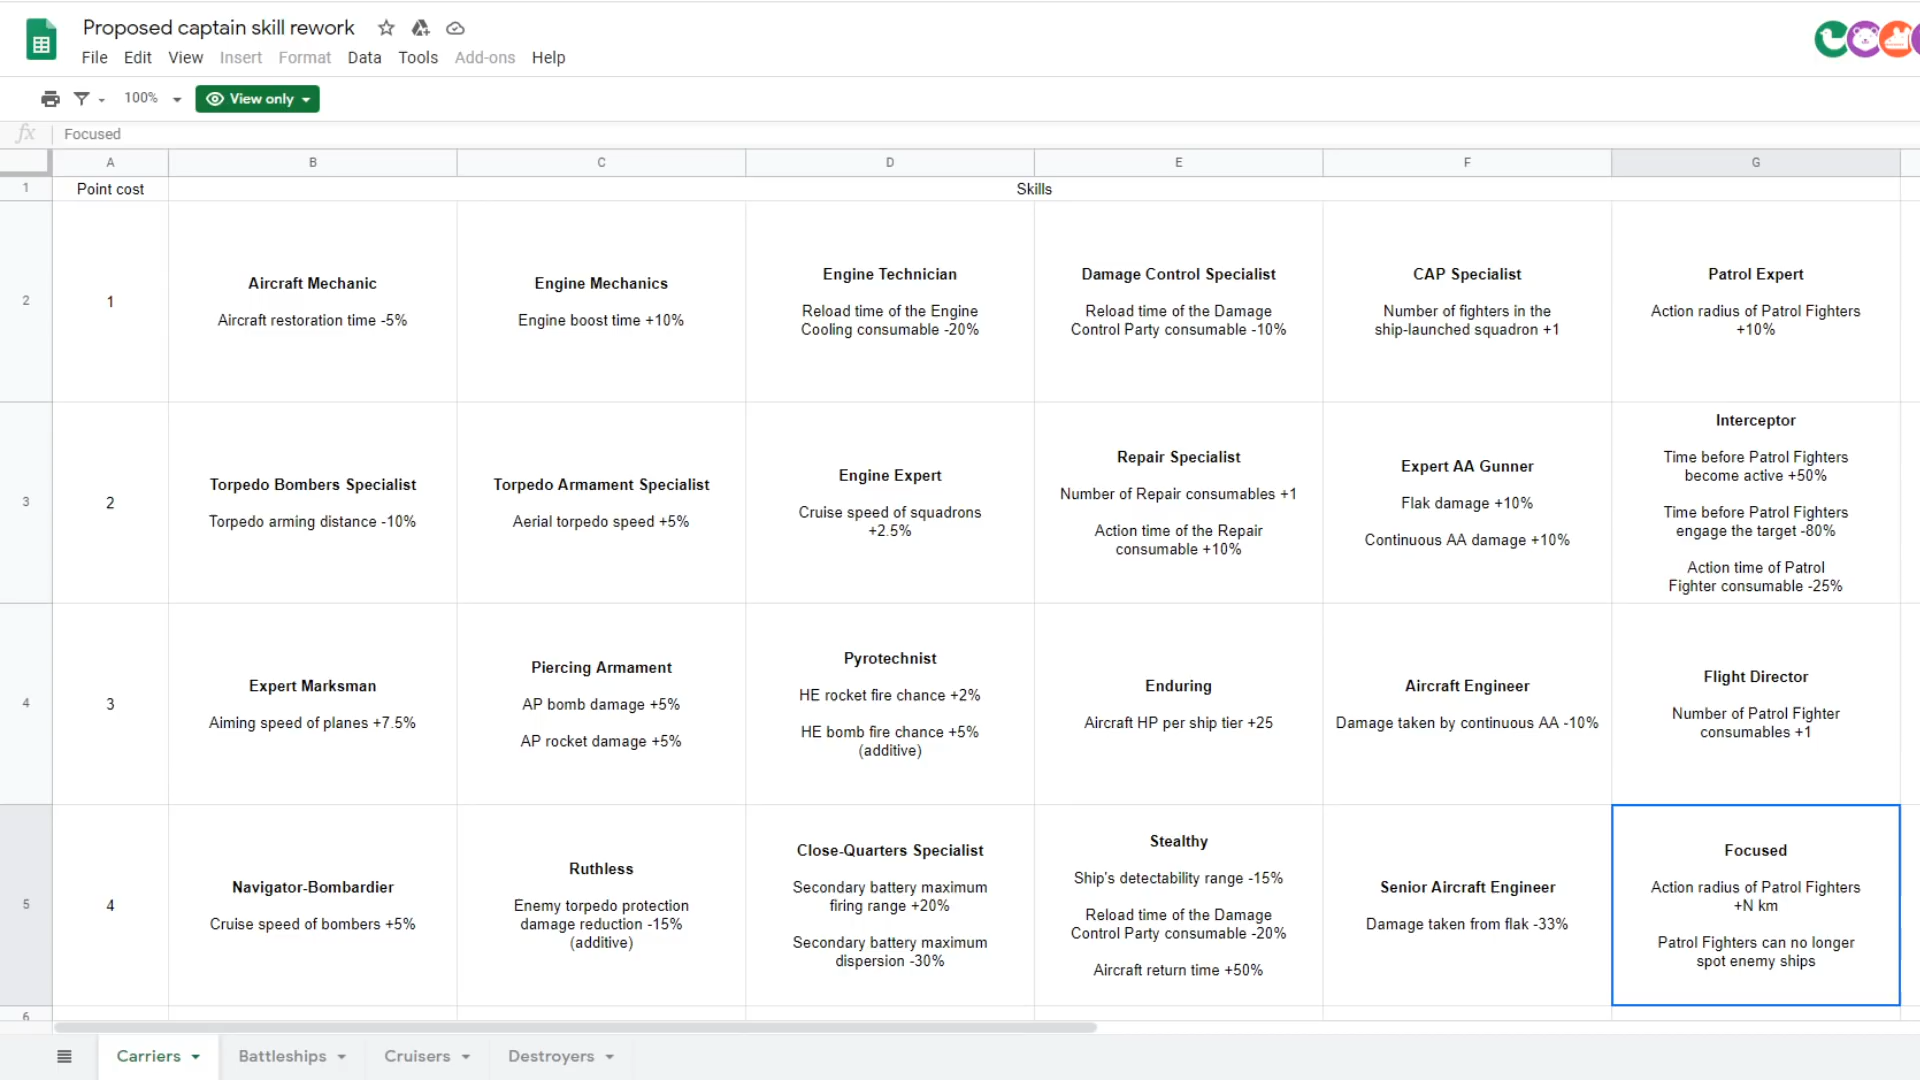 Proposed captain skill rework
File Edit View Insert Format Data Tools Add-ons Help
100% View only
fx Focused
A B C D E F G
1 Point cost Skills
2
1
Aircraft Mechanic
Aircraft restoration time -5%
Engine Mechanics
Engine boost time +10%
Engine Technician
Reload time of the Engine
Cooling consumable -20%
Damage Control Specialist
Reload time of the Damage
Control Party consumable -10%
CAP Specialist
Number of fighters in the
ship-launched squadron +1
Patrol Expert
Action radius of Patrol Fighters
+10%
3
2
Torpedo Bombers Specialist
Torpedo arming distance -10%
Torpedo Armament Specialist
Aerial torpedo speed +5%
Engine Expert
Cruise speed of squadrons
+2.5%
Repair Specialist
Number of Repair consumables +1
Action time of the Repair
consumable +10%
Expert AA Gunner
Flak damage +10%
Continuous AA damage +10%
Interceptor
Time before Patrol Fighters
become active +50%
Time before Patrol Fighters
engage the target -80%
Action time of Patrol
Fighter consumable -25%
4
3
Expert Marksman
Aiming speed of planes +7.5%
Piercing Armament
AP bomb damage +5%
AP rocket damage +5%
Pyrotechnist
HE rocket fire chance +2%
HE bomb fire chance +5%
(additive)
Enduring
Aircraft HP per ship tier +25
Aircraft Engineer
Damage taken by continuous AA -10%
Flight Director
Number of Patrol Fighter
consumables +1
5
4
Navigator-Bombardier
Cruise speed of bombers +5%
Ruthless
Enemy torpedo protection
damage reduction -15%
(additive)
Close-Quarters Specialist
Secondary battery maximum
firing range +20%
Secondary battery maximum
dispersion -30%
Stealthy
Ship's detectability range -15%
Reload time of the Damage
Control Party consumable -20%
Aircraft return time +50%
Senior Aircraft Engineer
Damage taken from flak -33%
Focused
Action radius of Patrol Fighters
+N km
Patrol Fighters can no longer
spot enemy ships
6
Carriers Battleships Cruisers Destroyers